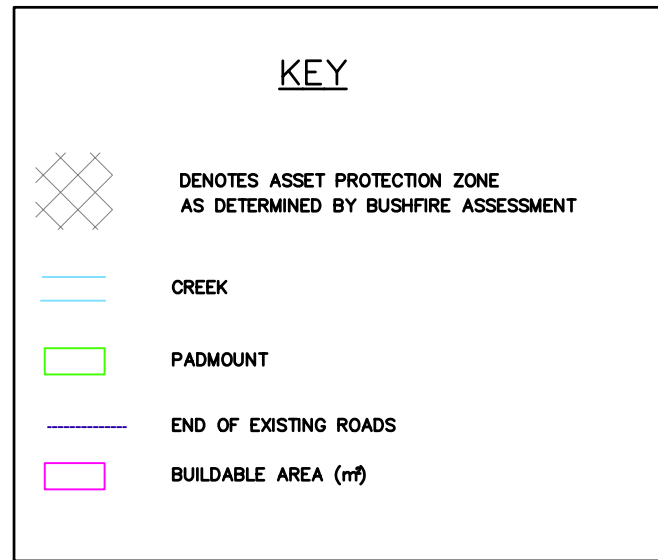 KEY
DENOTES ASSET PROTECTION ZONE
AS DETERMINED BY BUSHFIRE ASSESSMENT
CREEK
PADMOUNT
END OF EXISTING ROADS
BUILDABLE AREA (m²)